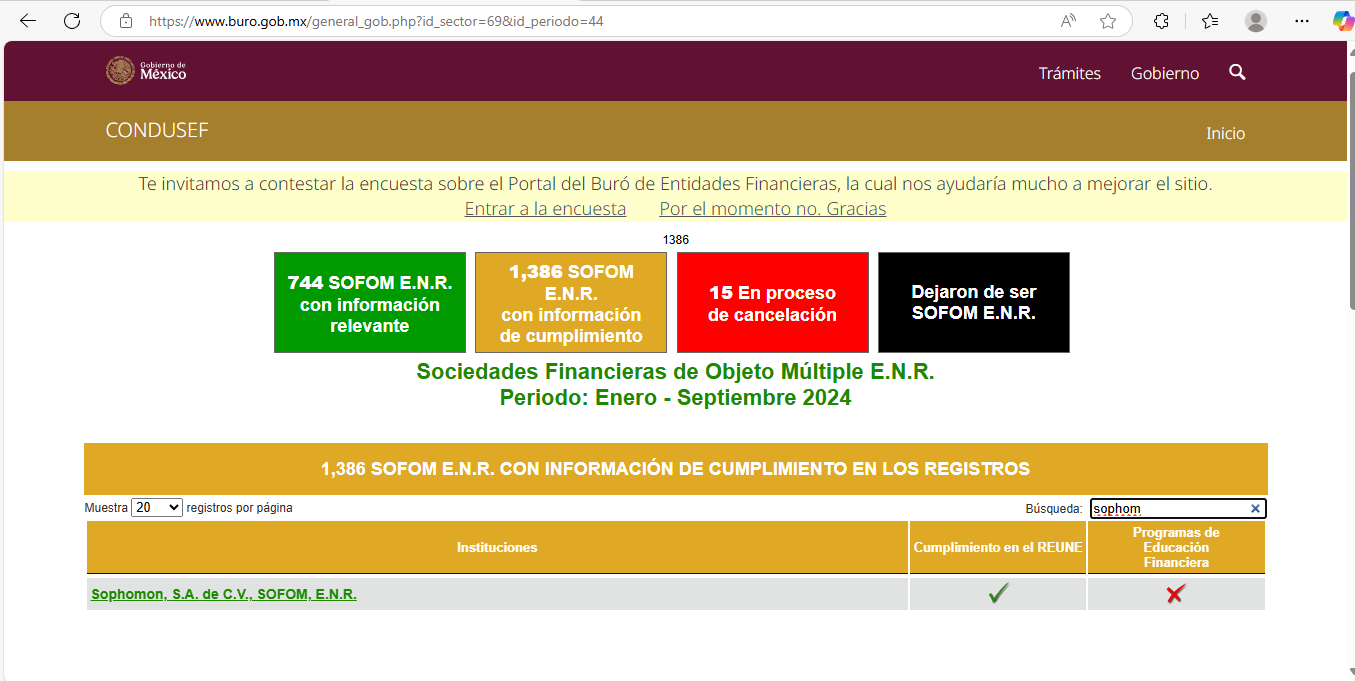 https://www.buro.gob.mx/general_gob.php?id_sector=69&id_periodo=44
Gobierno de
México
Trámites
Gobierno
CONDUSEF
Inicio
Te invitamos a contestar la encuesta sobre el Portal del Buró de Entidades Financieras, la cual nos ayudaría mucho a mejorar el sitio.
Entrar a la encuesta
Por el momento no. Gracias
1386
744 SOFOM E.N.R.
con información
relevante
1,386 SOFOM
E.N.R.
con información
de cumplimiento
15 En proceso
de cancelación
Dejaron de ser
SOFOM E.N.R.
Sociedades Financieras de Objeto Múltiple E.N.R.
Periodo: Enero - Septiembre 2024
1,386 SOFOM E.N.R. CON INFORMACIÓN DE CUMPLIMIENTO EN LOS REGISTROS
Muestra 20 registros por página
Búsqueda: sophom
Instituciones
Cumplimiento en el REUNE
Programas de
Educación
Financiera
Sophomon, S.A. de C.V., SOFOM, E.N.R.